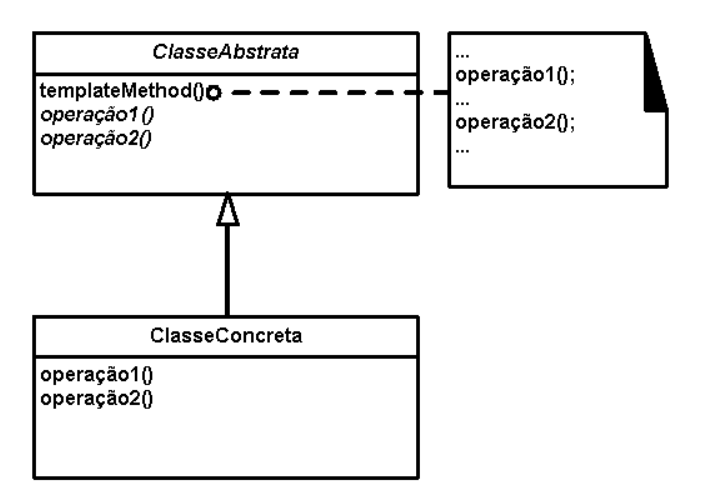 ClasseAbstrata
templateMethod()
operação1()
operação2()
...
operação1();
...
operação2();
...
ClasseConcreta
operação1()
operação2()